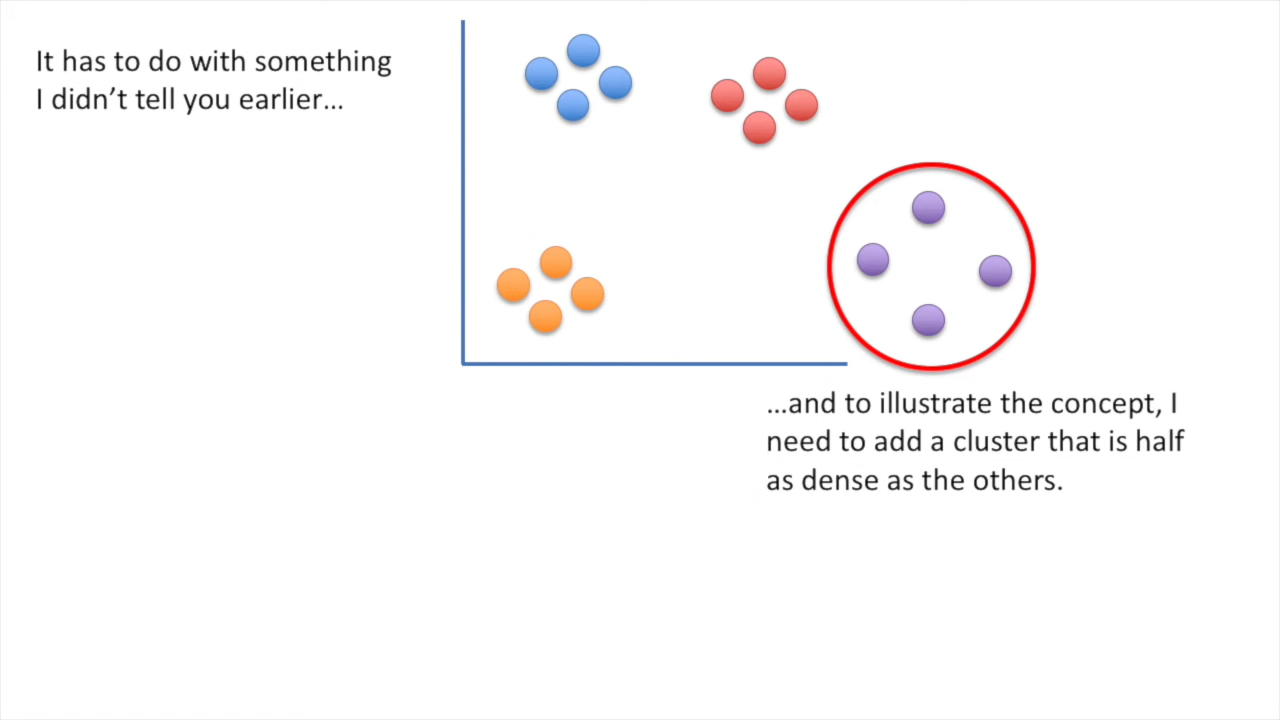 It has to do with something
I didn’t tell you earlier…
…and to illustrate the concept, I
need to add a cluster that is half
as dense as the others.